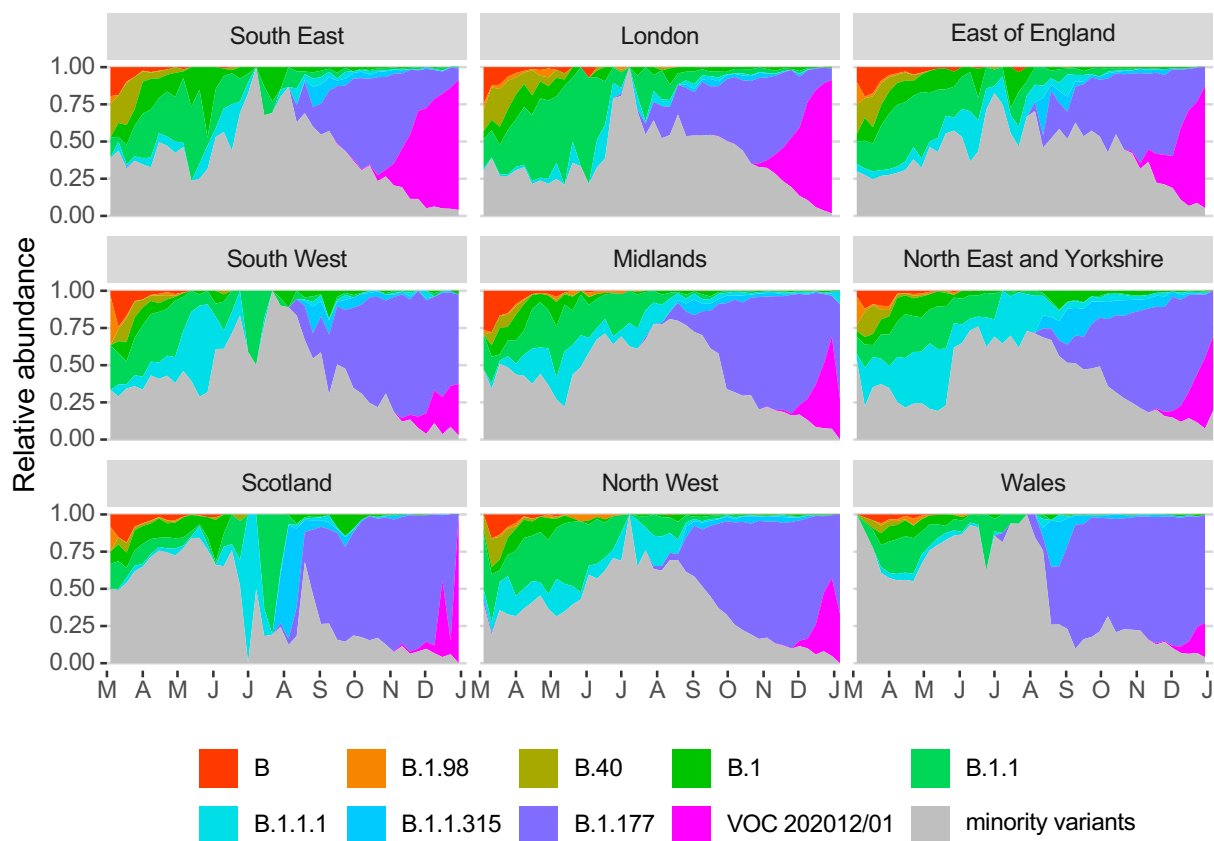 South East
London
East of England
1.00
0.75
0.50
0.25
0.00
South West
Midlands
North East and Yorkshire
1.00
0.75
0.50
0.25
0.00
Relative abundance
Scotland
North West
Wales
1.00
0.75
0.50
0.25
0.00
M A M J J A S O N D J
M A M J J A S O N D J
M A M J J A S O N D J
B B.1.98 B.40 B.1 B.1.1
B.1.1.1 B.1.1.315 B.1.177 VOC 202012/01 minority variants